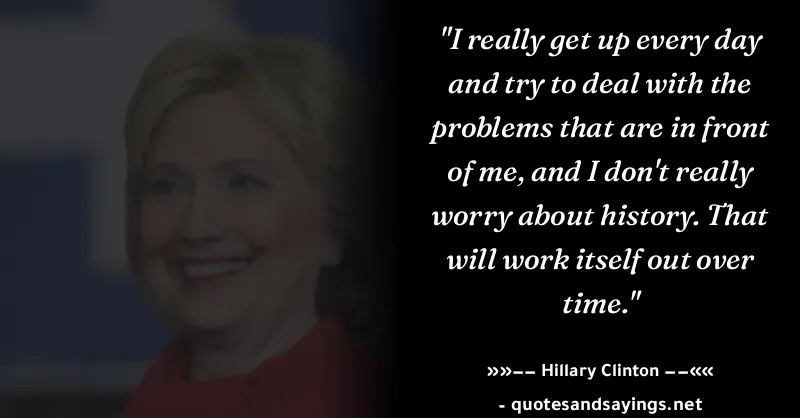 "I really get up every day
and try to deal with the
problems that are in front
of me, and I don't really
worry about history. That
will work itself out over
time."
»»–– Hillary Clinton ––««
- quotesandsayings.net